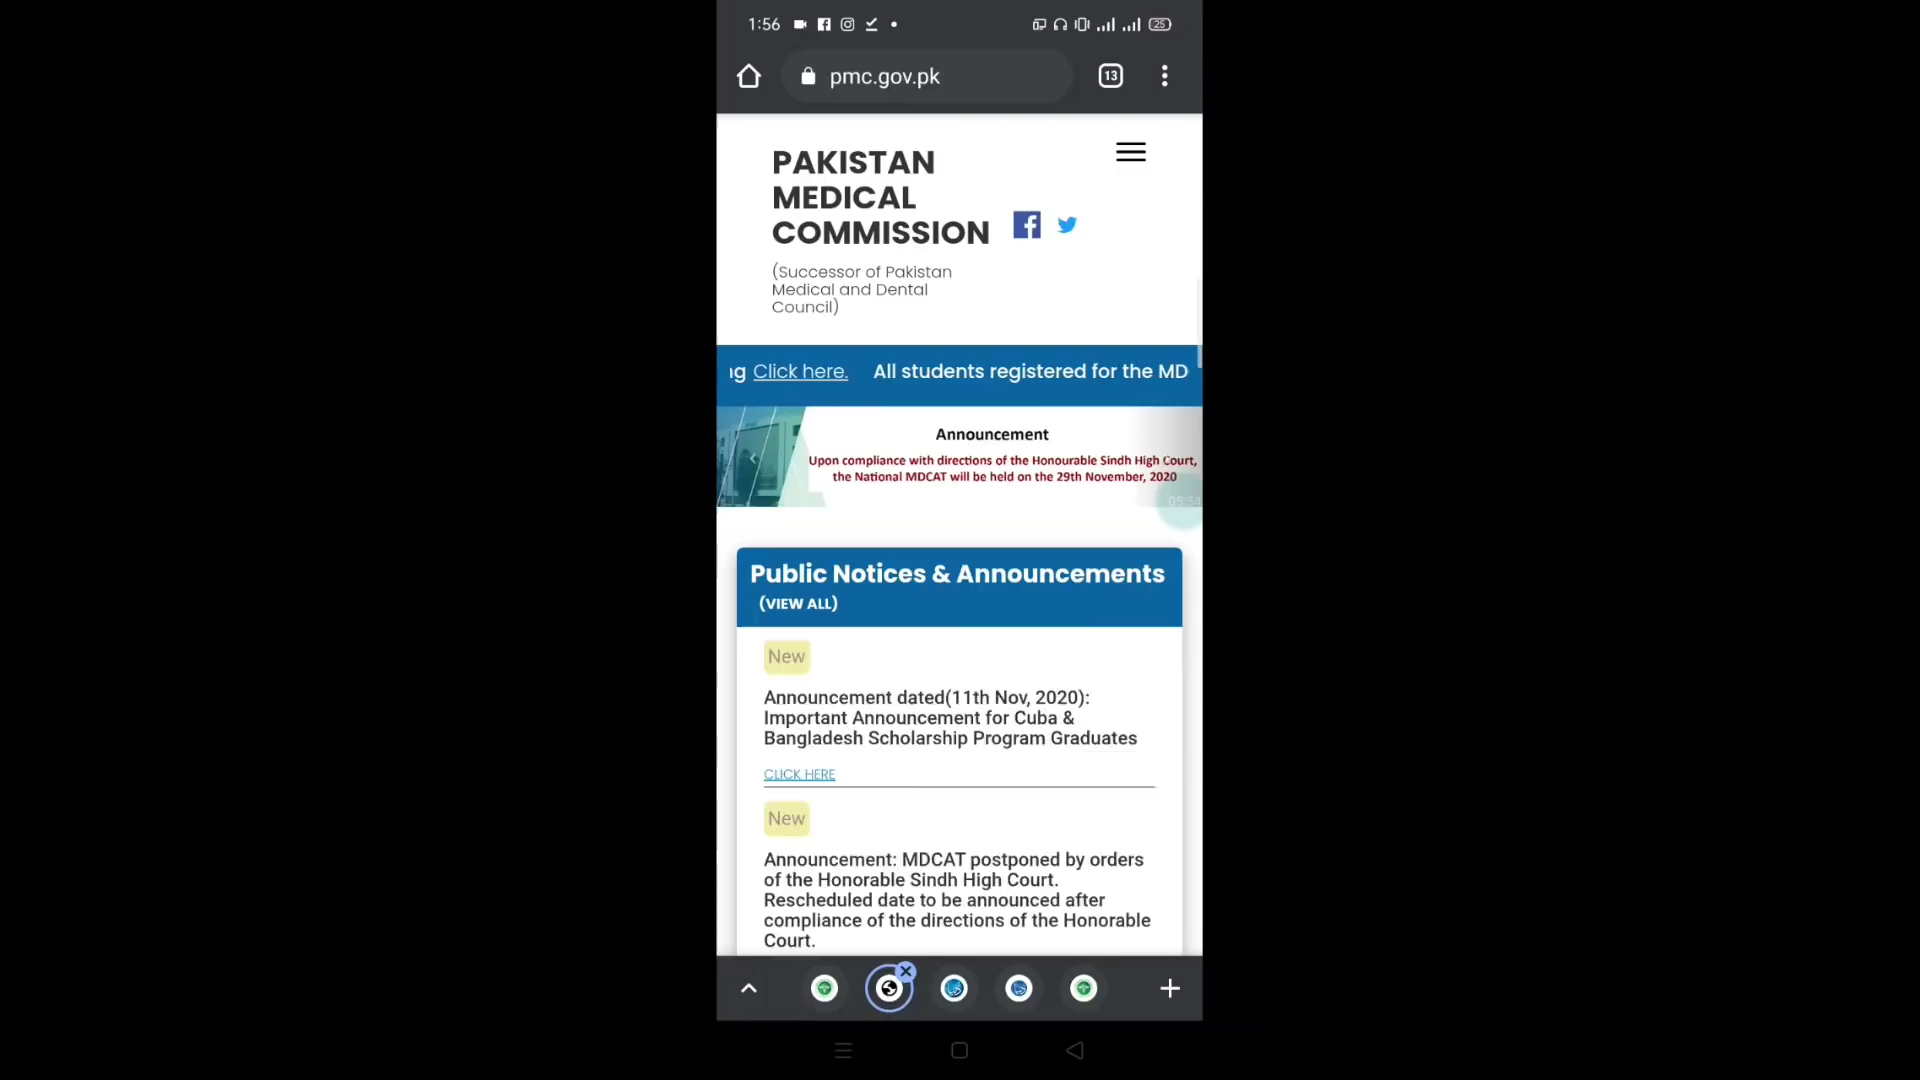 1:56
25
pmc.gov.pk
13
PAKISTAN
MEDICAL
COMMISSION
(Successor of Pakistan
Medical and Dental
Council)
ng Click here. All students registered for the MD
Announcement
Upon compliance with directions of the Honourable Sindh High Court,
the National MDCAT will be held on the 29th November, 2020
05:34
Public Notices & Announcements
(VIEW ALL)
New
Announcement dated(11th Nov, 2020):
Important Announcement for Cuba &
Bangladesh Scholarship Program Graduates
CLICK HERE
New
Announcement: MDCAT postponed by orders
of the Honorable Sindh High Court.
Rescheduled date to be announced after
compliance of the directions of the Honorable
Court.